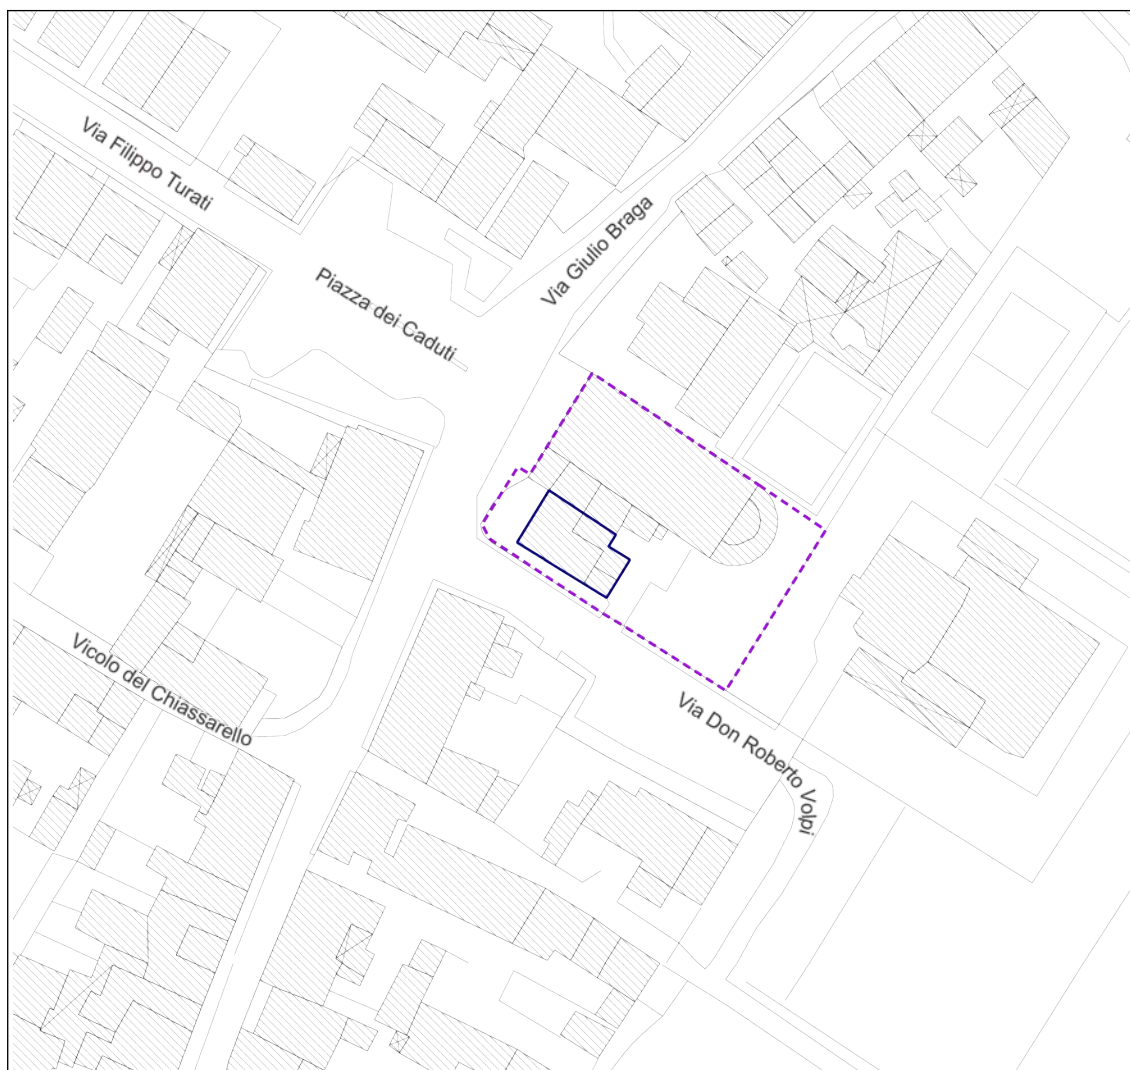 Via Filippo Turati
Via Giulio Braga
Piazza dei Caduti
Vicolo del Chiassarello
Via Don Roberto Volpi